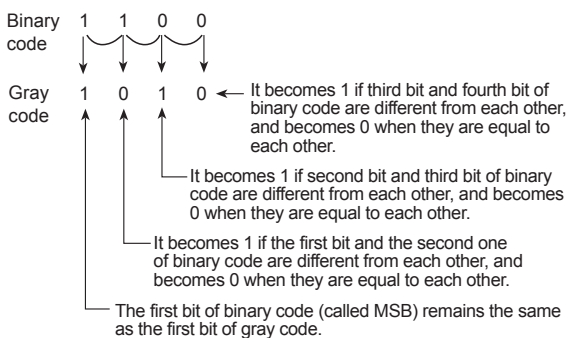 Binary 1 1 0 0
code
Gray 1 0 1 0
code
It becomes 1 if third bit and fourth bit of
binary code are different from each other,
and becomes 0 when they are equal to
each other.
It becomes 1 if second bit and third bit of binary
code are different from each other, and becomes
0 when they are equal to each other.
It becomes 1 if the first bit and the second one
of binary code are different from each other, and
becomes 0 when they are equal to each other.
The first bit of binary code (called MSB) remains the same
as the first bit of gray code.